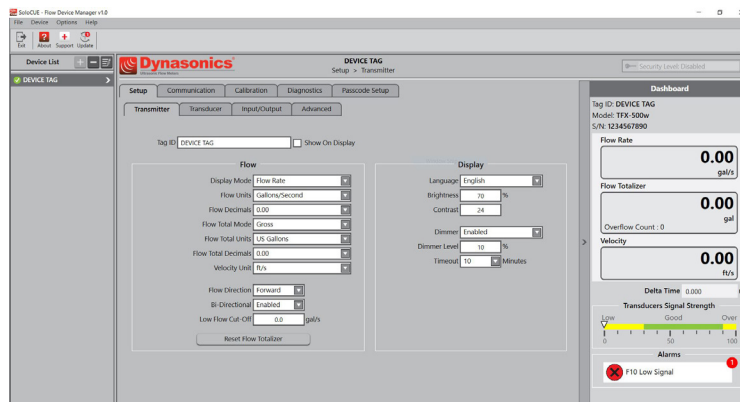 SoloCUE - Flow Device Manager v1.0
File Device Options Help
Exit About Support Update
Device List
DEVICE TAG
Dynasonics
Ultrasonic Flow Meters
DEVICE TAG
Setup > Transmitter
Security Level: Disabled
Setup Communication Calibration Diagnostics Passcode Setup
Transmitter Transducer Input/Output Advanced
Tag ID DEVICE TAG Show On Display
Flow
Display Mode Flow Rate
Flow Units Gallons/Second
Flow Decimals 0.00
Flow Total Mode Gross
Flow Total Units US Gallons
Flow Total Decimals 0.00
Velocity Unit ft/s
Flow Direction Forward
Bi-Directional Enabled
Low Flow Cut-Off 0.0 gal/s
Reset Flow Totalizer
Display
Language English
Brightness 70 %
Contrast 24
Dimmer Enabled
Dimmer Level 10 %
Timeout 10 Minutes
Dashboard
Tag ID: DEVICE TAG
Model: TFX-500w
S/N: 1234567890
Flow Rate
0.00
gal/s
Flow Totalizer
0.00
gal
Overflow Count : 0
Velocity
0.00
ft/s
Delta Time 0.000
Transducers Signal Strength
Low Good Over
0 50 100
Alarms
1
F10 Low Signal